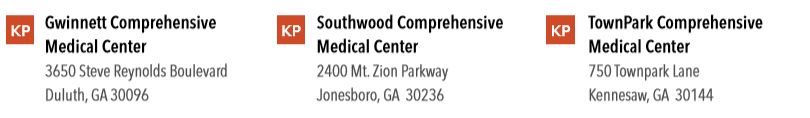 KP
Gwinnett Comprehensive
Medical Center
3650 Steve Reynolds Boulevard
Duluth, GA 30096
KP
Southwood Comprehensive
Medical Center
2400 Mt. Zion Parkway
Jonesboro, GA 30236
KP
TownPark Comprehensive
Medical Center
750 Townpark Lane
Kennesaw, GA 30144